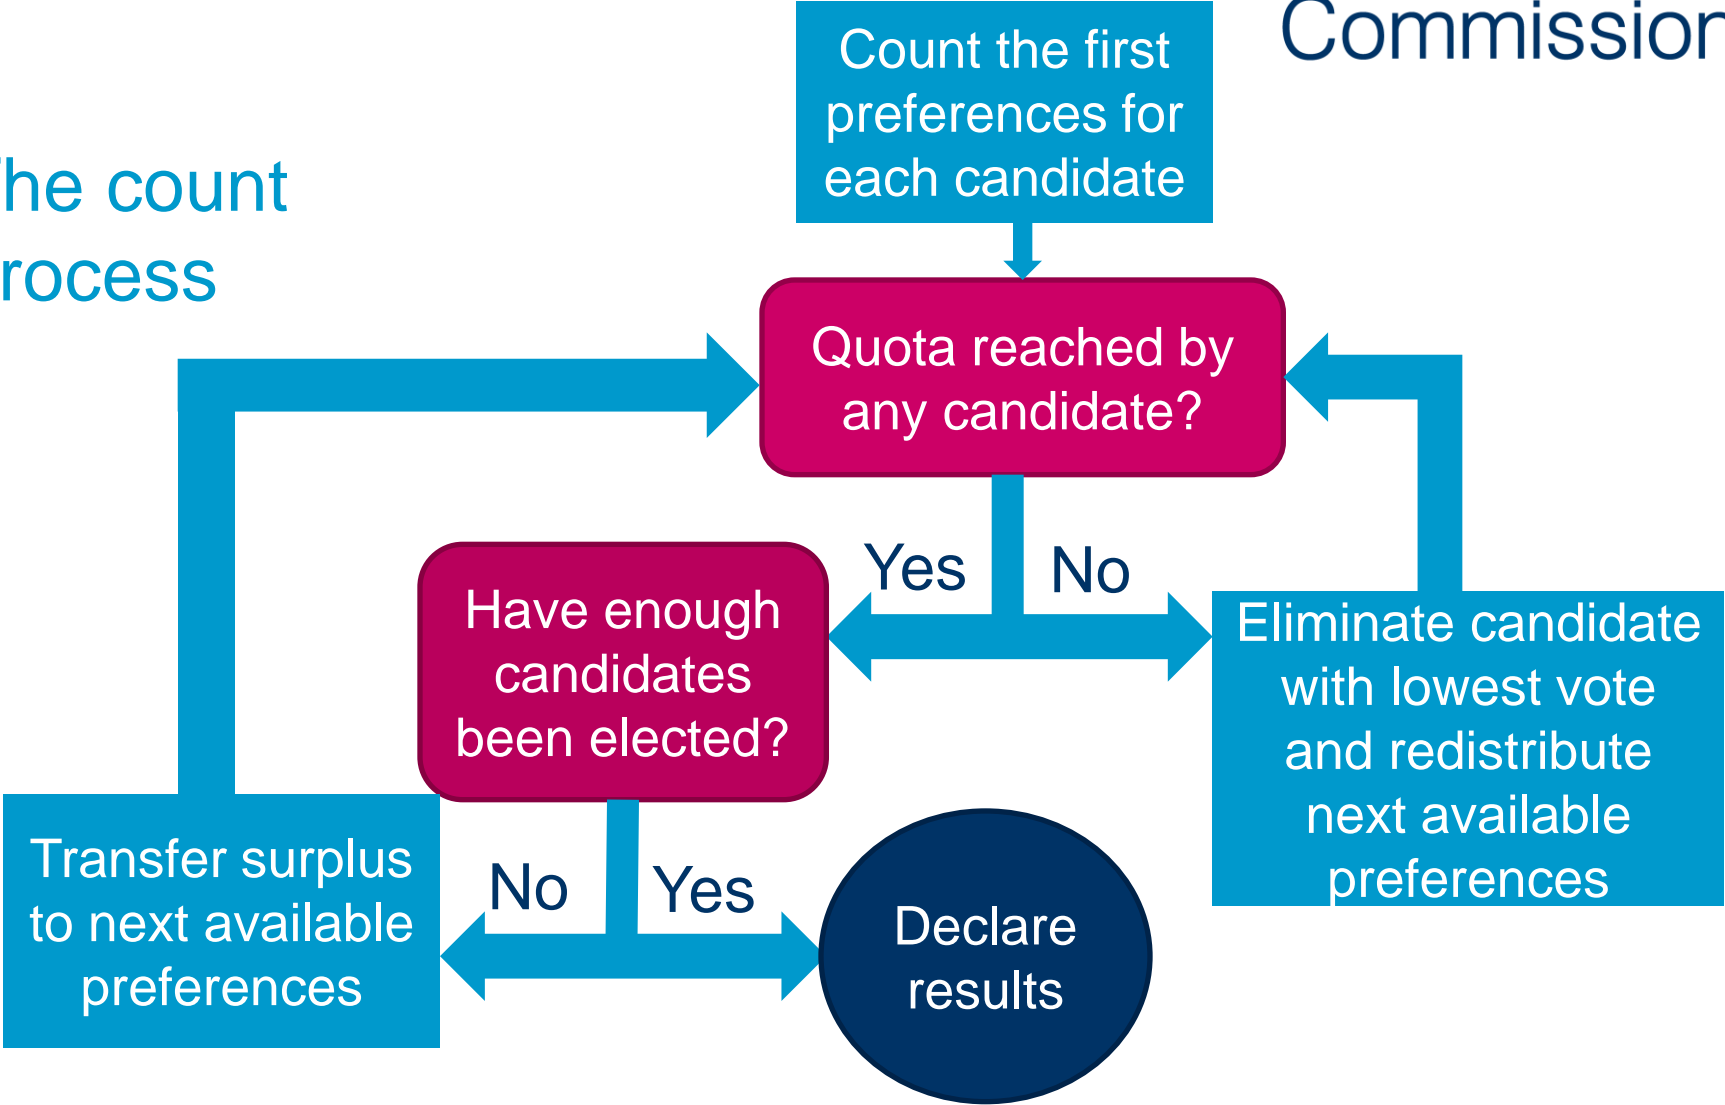 Commission
Count the first
preferences for
each candidate
he count
rocess
Quota reached by
any candidate?
Yes
No
Have enough
candidates
been elected?
Eliminate candidate
with lowest vote
and redistribute
next available
preferences
Transfer surplus
to next available
preferences
No
Yes
Declare
results